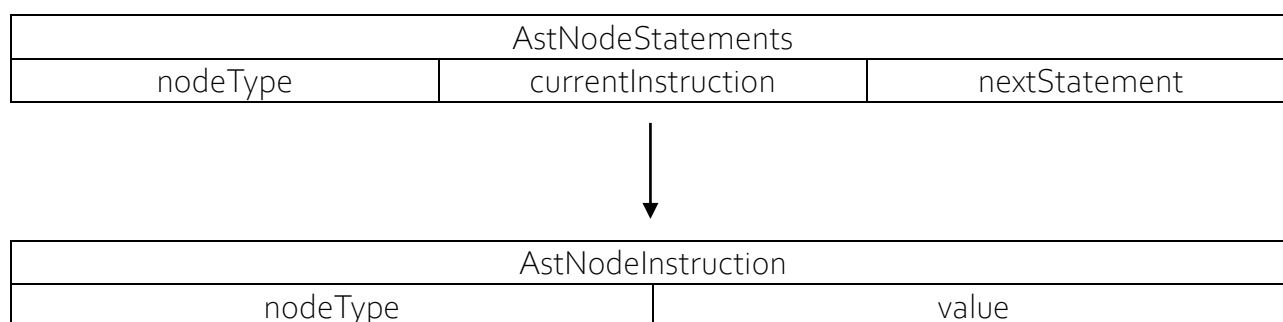 AstNodeStatements
nodeType currentInstruction nextStatement
AstNodeInstruction
nodeType value